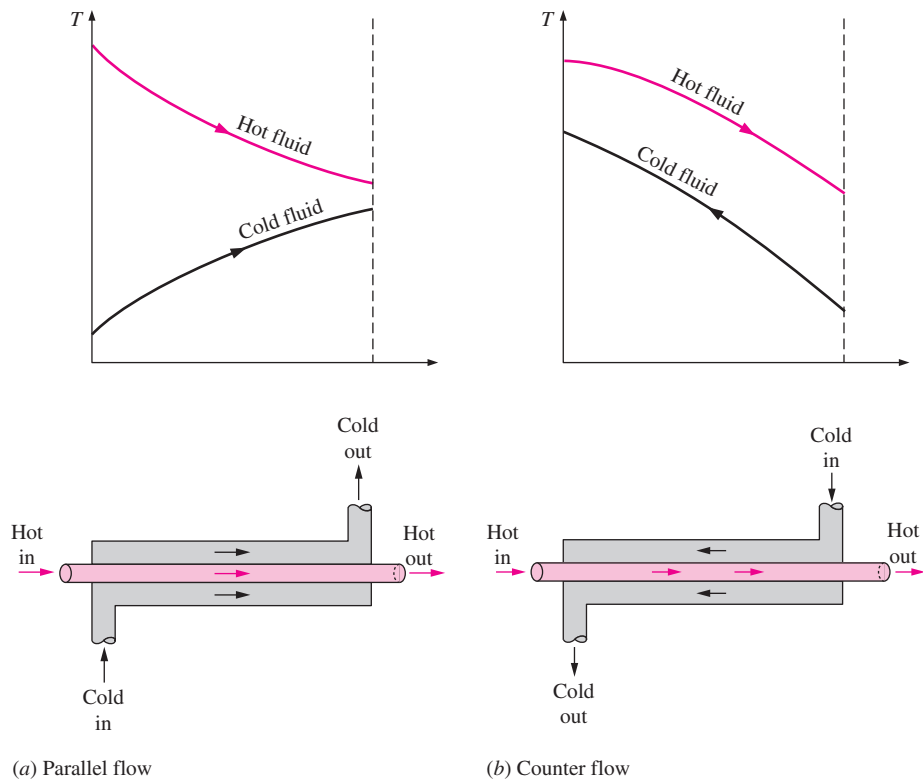 T
Hot fluid
Cold fluid
Cold
out
Hot
in
Hot
out
Cold
in
(a) Parallel flow
T
Hot fluid
Cold fluid
Cold
in
Hot
in
Hot
out
Cold
out
(b) Counter flow